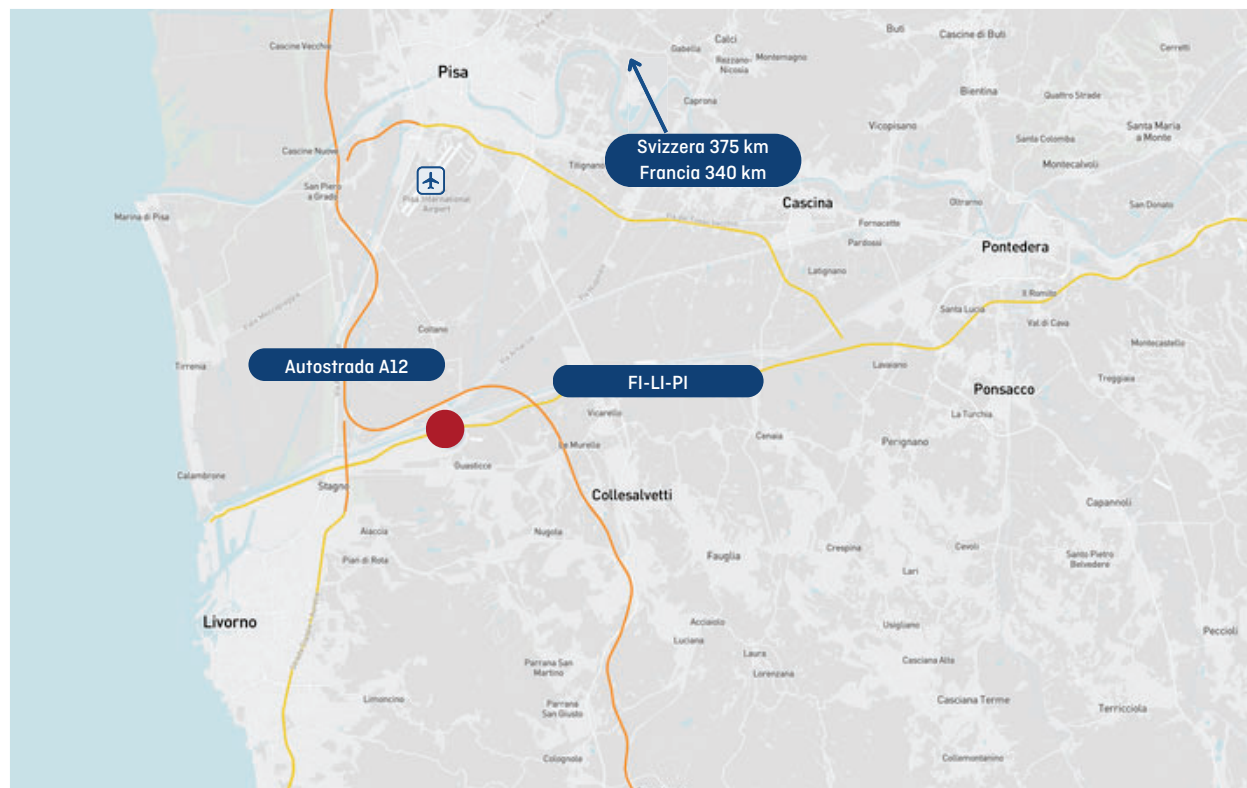 Cascine Vecchie
Pisa
Gabella
Calci
Rezzano-
Nicosia
Montemagno
Buti
Cascine di Buti
Cerretti
Caprona
Bientina
Quattro Strade
Vicopisano
Santa Colomba
Santa Maria
a Monte
Svizzera 375 km
Francia 340 km
Cascine Nuove
Titignano
Montecalvoli
San Piero
a Grado
Pisa International
Airport
Marina di Pisa
Cascina
Oltrarno
San Donato
Fornacette
Pardossi
Pontedera
Latignano
Il Romito
Santa Lucia
Val di Cava
Coltano
Montecastello
Tirrenia
Autostrada A12
FI-LI-PI
Lavaiano
Treggiaia
Ponsacco
Vicarello
La Turchia
Cenaia
Perignano
Le Murella
Guasticce
Calambrone
Stagno
Collesalvetti
Capannoli
Aiaccia
Nugola
Pian di Rota
Fauglia
Crespina
Cevoli
Santo Pietro
Belvedere
Lari
Livorno
Acciaiolo
Usigliano
Peccioli
Luciana
Laura
Casciana Alta
Parrana San
Martino
Lorenzana
Limoncino
Parrana
San Giusto
Casciana Terme
Terricciola
Colognole
Collemontanino